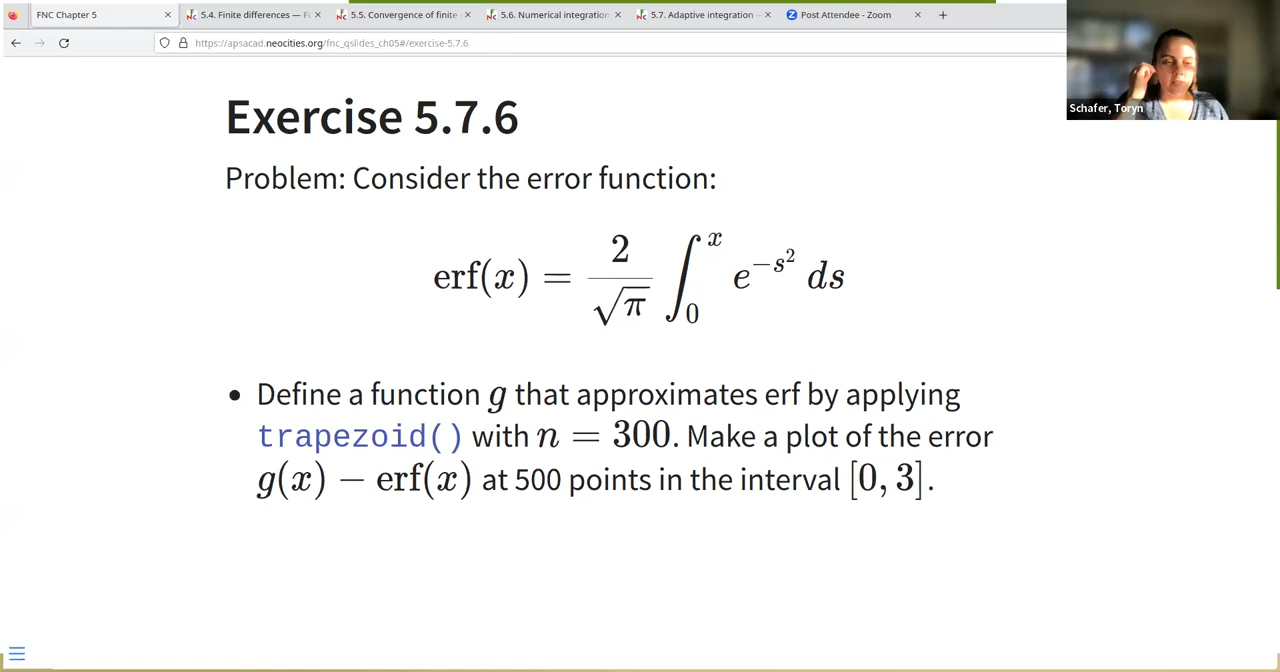 FNC Chapter 5
5.4. Finite differences —
5.5. Convergence of finite
5.6. Numerical integration
5.7. Adaptive integration —
Post Attendee - Zoom
https://apsacad.neocities.org/fnc_qslides_ch05#/exercise-5.7.6
Schafer, Toryn
Exercise 5.7.6
Problem: Consider the error function:
erf(x) = 2/√π ∫₀ˣ e^{−s²} ds
• Define a function g that approximates erf by applying
trapezoid() with n = 300. Make a plot of the error
g(x) − erf(x) at 500 points in the interval [0, 3].